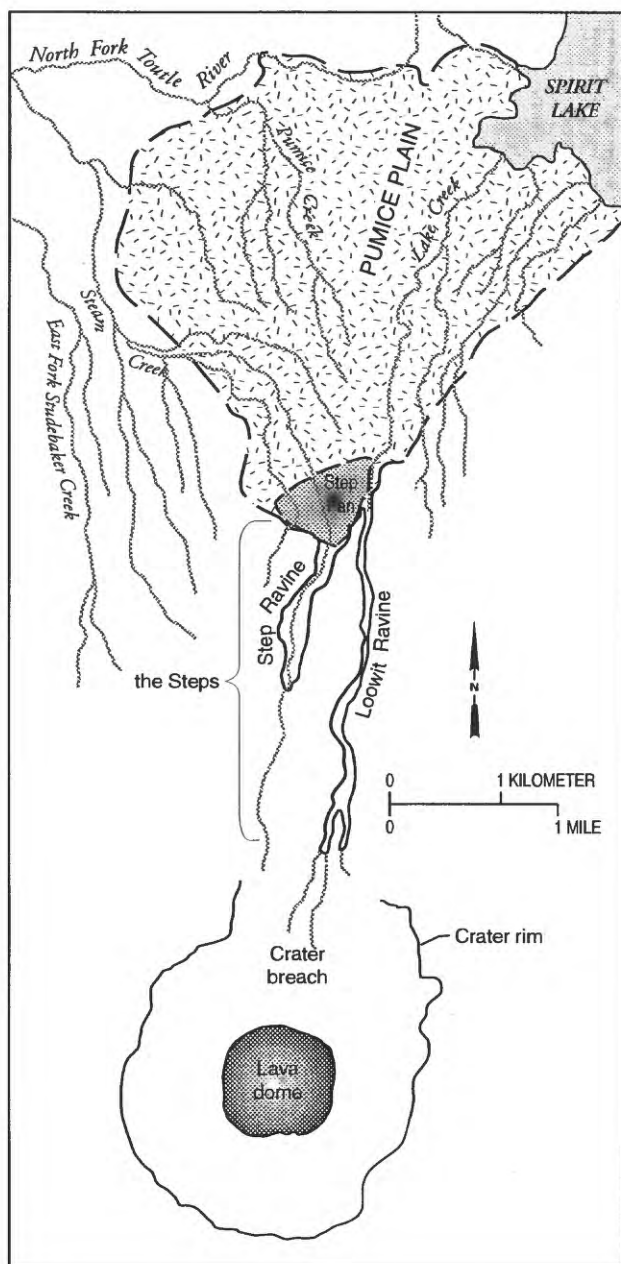 North Fork Toutle River
SPIRIT
LAKE
Pumice Creek
PUMICE PLAIN
Lake Creek
Steam Creek
East Fork Studebaker Creek
Step
Fan
Step Ravine
Loowit Ravine
the Steps
N
0 1 KILOMETER
0 1 MILE
Crater rim
Crater
breach
Lava
dome